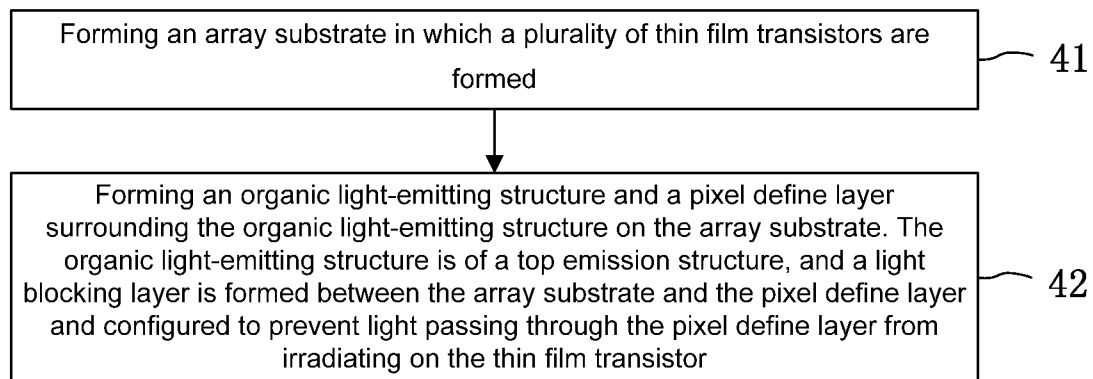 Forming an array substrate in which a plurality of thin film transistors are
formed
41
Forming an organic light-emitting structure and a pixel define layer
surrounding the organic light-emitting structure on the array substrate. The
organic light-emitting structure is of a top emission structure, and a light
blocking layer is formed between the array substrate and the pixel define layer
and configured to prevent light passing through the pixel define layer from
irradiating on the thin film transistor
42